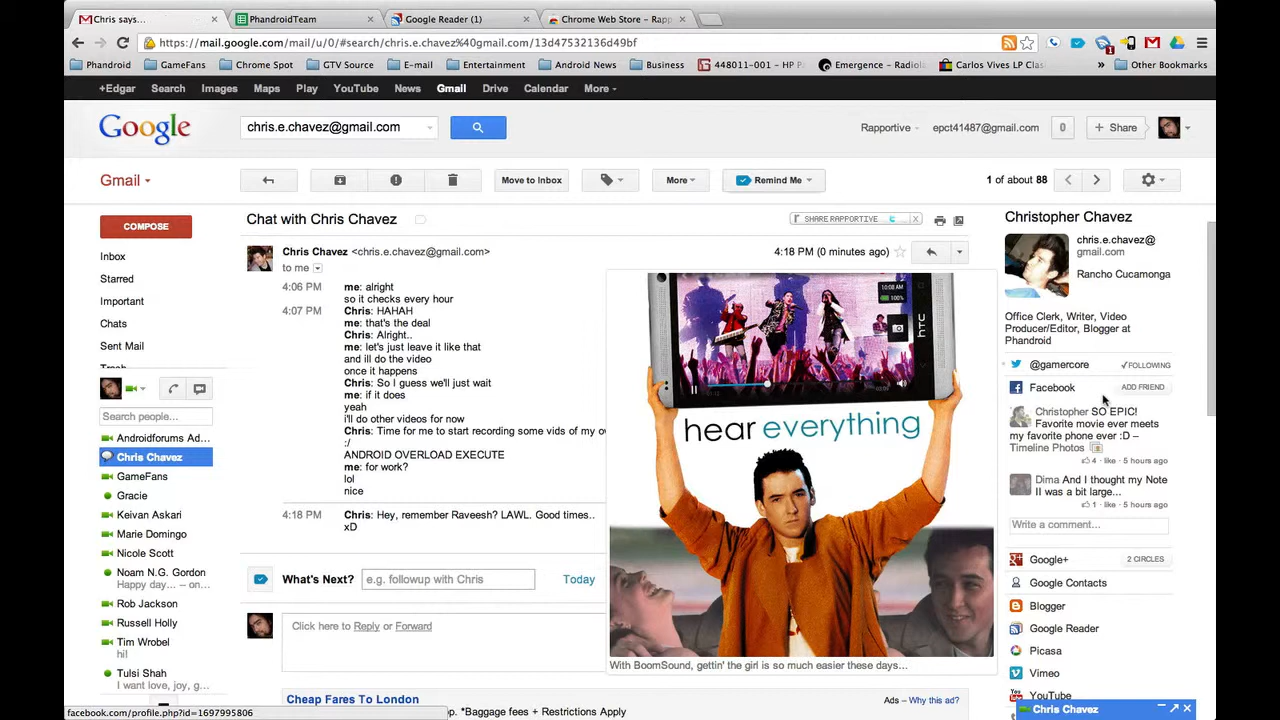 Chris says...
PhandroidTeam
Google Reader (1)
Chrome Web Store - Rapp
https://mail.google.com/mail/u/0/#search/chris.e.chavez%40gmail.com/13d47532136d49bf
1
Phandroid
GameFans
Chrome Spot
GTV Source
E-mail
Entertainment
Android News
Business
448011-001 - HP P
Emergence - Radiol
Carlos Vives LP Clas
»
Other Bookmarks
+Edgar
Search
Images
Maps
Play
YouTube
News
Gmail
Drive
Calendar
More
Google
chris.e.chavez@gmail.com
Rapportive
epct41487@gmail.com
0
+ Share
Gmail
Move to Inbox
More
Remind Me
1 of about 88
COMPOSE
Inbox
Starred
Important
Chats
Sent Mail
Search people...
Androidforums Ad...
Chris Chavez
GameFans
Gracie
Keivan Askari
Marie Domingo
Nicole Scott
Noam N.G. Gordon
Happy day... – on...
Rob Jackson
Russell Holly
Tim Wrobel
hi!
Tulsi Shah
I want love, joy, g...
Chat with Chris Chavez
SHARE RAPPORTIVE
Chris Chavez <chris.e.chavez@gmail.com>
4:18 PM (0 minutes ago)
to me
4:06 PM me: alright
so it checks every hour
4:07 PM Chris: HAHAH
me: that's the deal
Chris: Alright..
me: let's just leave it like that
and ill do the video
once it happens
Chris: So I guess we'll just wait
me: if it does
yeah
i'll do other videos for now
Chris: Time for me to start recording some vids of my ow
:/
ANDROID OVERLOAD EXECUTE
me: for work?
lol
nice
4:18 PM Chris: Hey, remember Raveesh? LAWL. Good times..
xD
What's Next?
e.g. followup with Chris
Today
Click here to Reply or Forward
Cheap Fares To London
Ads – Why this ad?
*Baggage fees + Restrictions Apply
10:08 AM
100%
htc
hear everything
With BoomSound, gettin' the girl is so much easier these days...
Christopher Chavez
chris.e.chavez@
gmail.com
Rancho Cucamonga
Office Clerk, Writer, Video
Producer/Editor, Blogger at
Phandroid
@gamercore
✓FOLLOWING
Facebook
ADD FRIEND
Christopher SO EPIC!
Favorite movie ever meets
my favorite phone ever :D –
Timeline Photos
4 · like · 5 hours ago
Dima And I thought my Note
II was a bit large...
1 · like · 5 hours ago
Write a comment...
Google+
2 CIRCLES
Google Contacts
Blogger
Google Reader
Picasa
Vimeo
YouTube
Chris Chavez
facebook.com/profile.php?id=1697995806